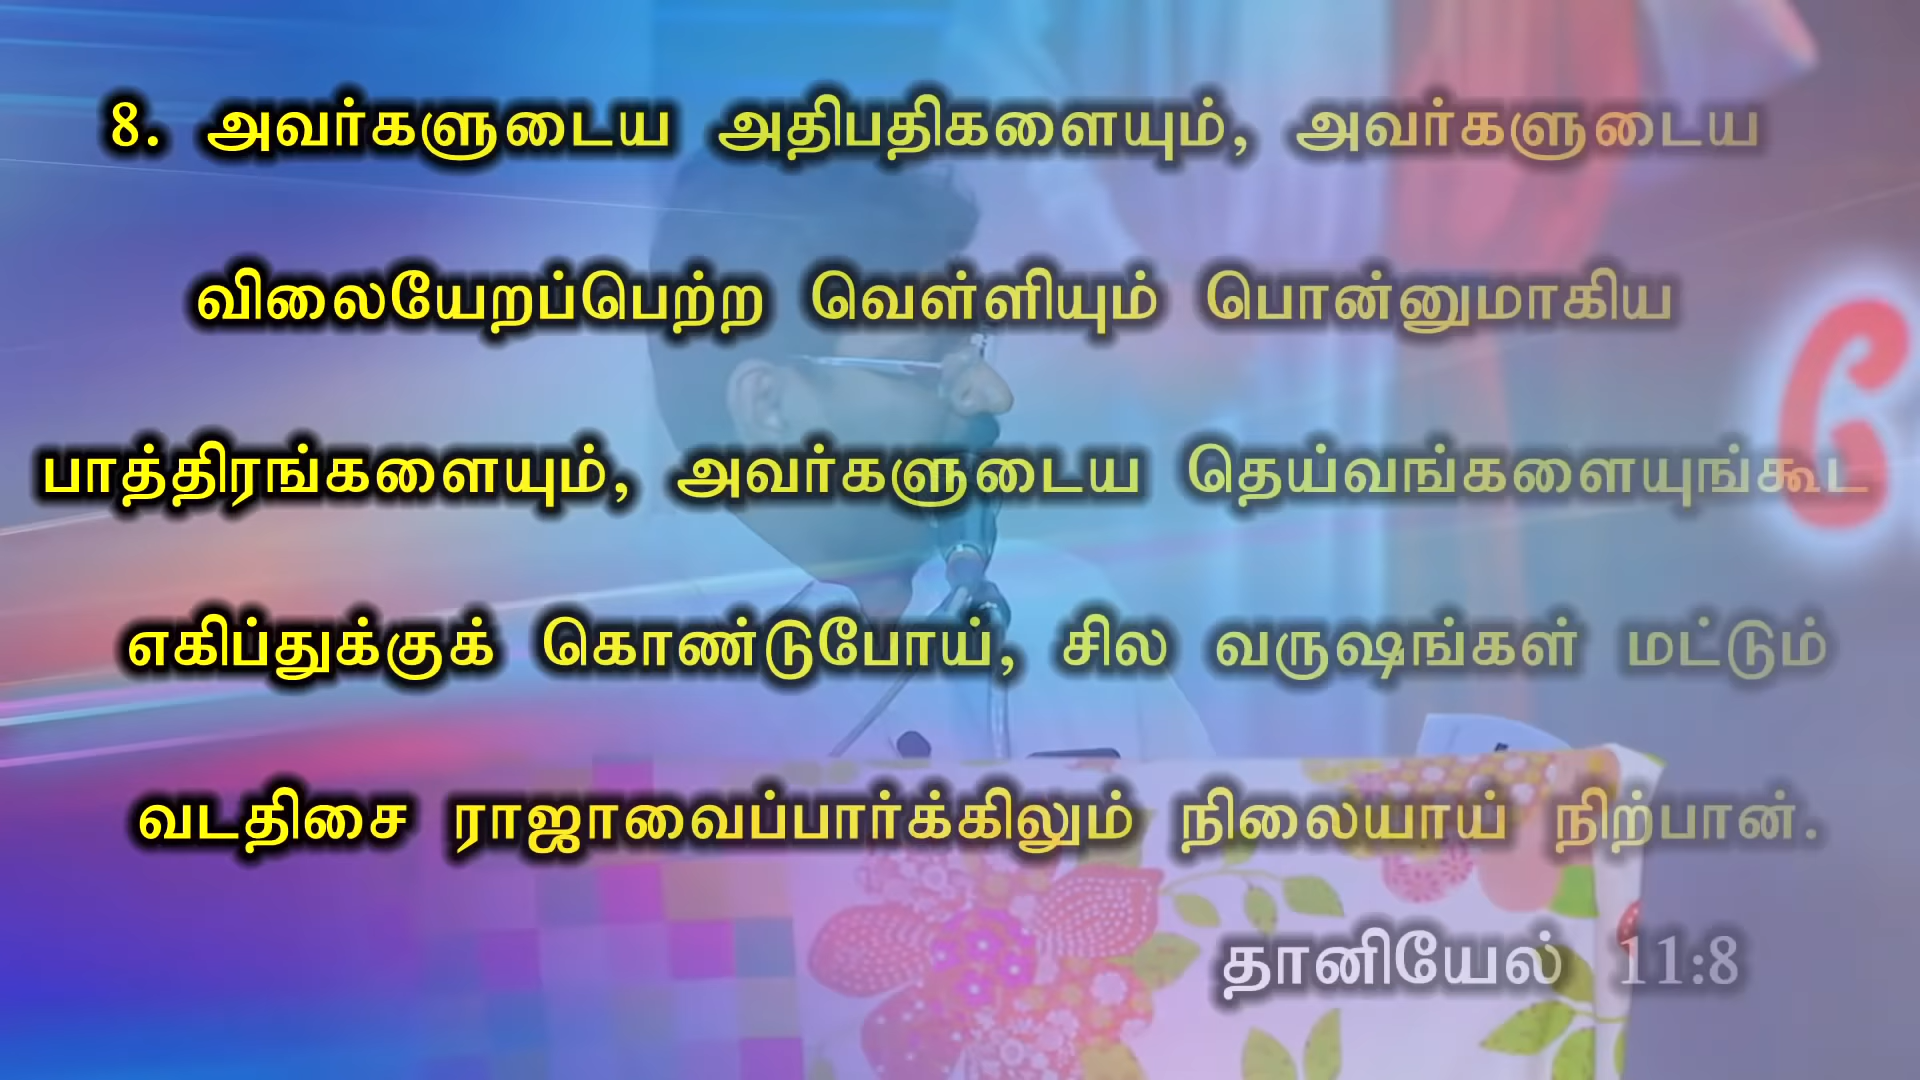 8. அவர்களுடைய அதிபதிகளையும், அவர்களுடைய
விலையேறப்பெற்ற வெள்ளியும் பொன்னுமாகிய
பாத்திரங்களையும், அவர்களுடைய தெய்வங்களையுங்கூட
எகிப்துக்குக் கொண்டுபோய், சில வருஷங்கள் மட்டும்
வடதிசை ராஜாவைப்பார்க்கிலும் நிலையாய் நிற்பான்.
தானியேல் 11:8